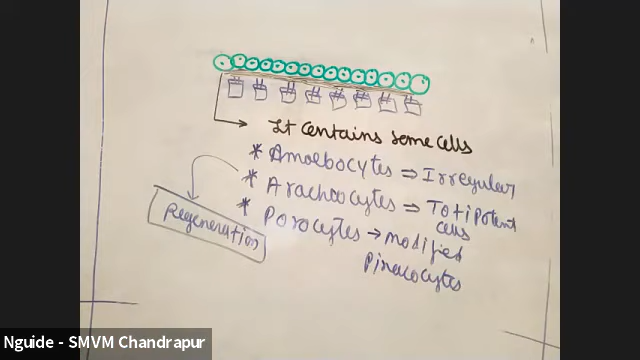 It contains some cells
* Amoebocytes ⇒ Irregular
* Arachoocytes ⇒ Totipotent
cells
* Porocytes → modified
Pinacocytes
Regeneration
Nguide - SMVM Chandrapur